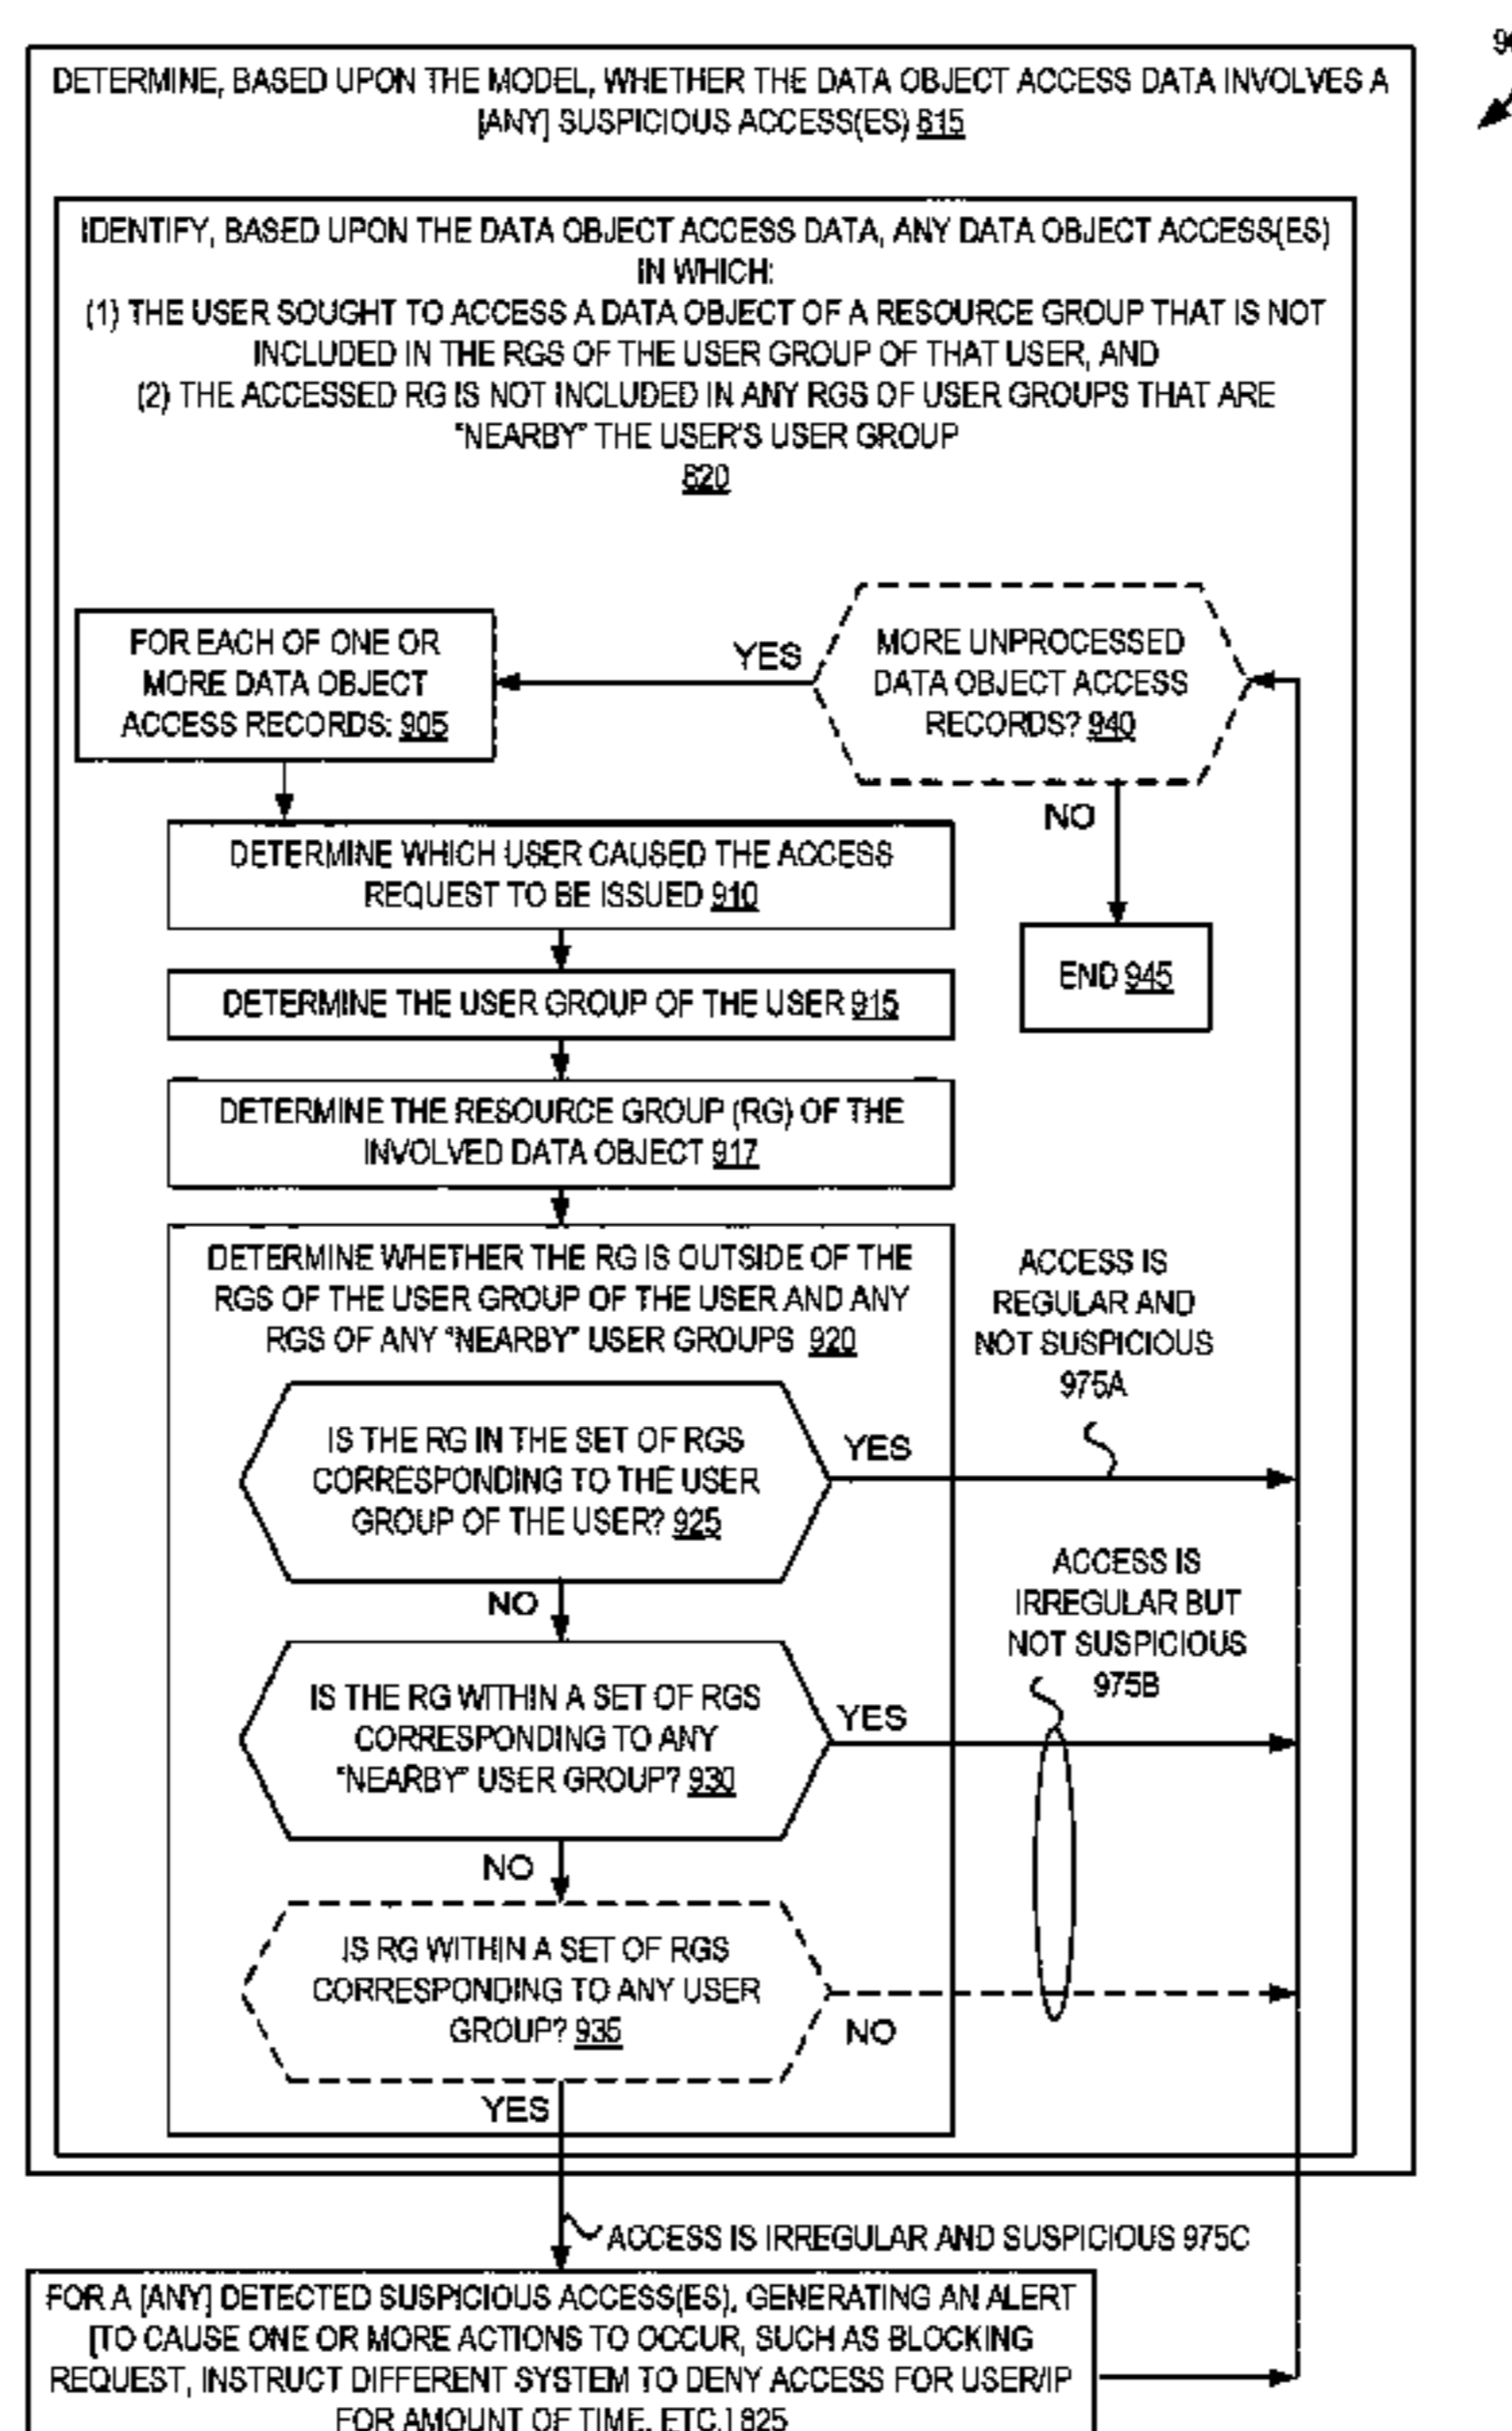 DETERMINE, BASED UPON THE MODEL, WHETHER THE DATA OBJECT ACCESS DATA INVOLVES A
[ANY] SUSPICIOUS ACCESS(ES) 815
IDENTIFY, BASED UPON THE DATA OBJECT ACCESS DATA, ANY DATA OBJECT ACCESS(ES)
IN WHICH:
(1) THE USER SOUGHT TO ACCESS A DATA OBJECT OF A RESOURCE GROUP THAT IS NOT
INCLUDED IN THE RGS OF THE USER GROUP OF THAT USER, AND
(2) THE ACCESSED RG IS NOT INCLUDED IN ANY RGS OF USER GROUPS THAT ARE
"NEARBY" THE USER'S USER GROUP
820
FOR EACH OF ONE OR
MORE DATA OBJECT
ACCESS RECORDS: 905
YES
MORE UNPROCESSED
DATA OBJECT ACCESS
RECORDS? 940
NO
END 945
DETERMINE WHICH USER CAUSED THE ACCESS
REQUEST TO BE ISSUED 910
DETERMINE THE USER GROUP OF THE USER 915
DETERMINE THE RESOURCE GROUP (RG) OF THE
INVOLVED DATA OBJECT 917
DETERMINE WHETHER THE RG IS OUTSIDE OF THE
RGS OF THE USER GROUP OF THE USER AND ANY
RGS OF ANY "NEARBY" USER GROUPS 920
IS THE RG IN THE SET OF RGS
CORRESPONDING TO THE USER
GROUP OF THE USER? 925
YES
ACCESS IS
REGULAR AND
NOT SUSPICIOUS
975A
NO
IS THE RG WITHIN A SET OF RGS
CORRESPONDING TO ANY
"NEARBY" USER GROUP? 930
YES
ACCESS IS
IRREGULAR BUT
NOT SUSPICIOUS
975B
NO
IS RG WITHIN A SET OF RGS
CORRESPONDING TO ANY USER
GROUP? 935
NO
YES
ACCESS IS IRREGULAR AND SUSPICIOUS 975C
FOR A [ANY] DETECTED SUSPICIOUS ACCESS(ES), GENERATING AN ALERT
[TO CAUSE ONE OR MORE ACTIONS TO OCCUR, SUCH AS BLOCKING
REQUEST, INSTRUCT DIFFERENT SYSTEM TO DENY ACCESS FOR USER/IP
FOR AMOUNT OF TIME, ETC.] 825